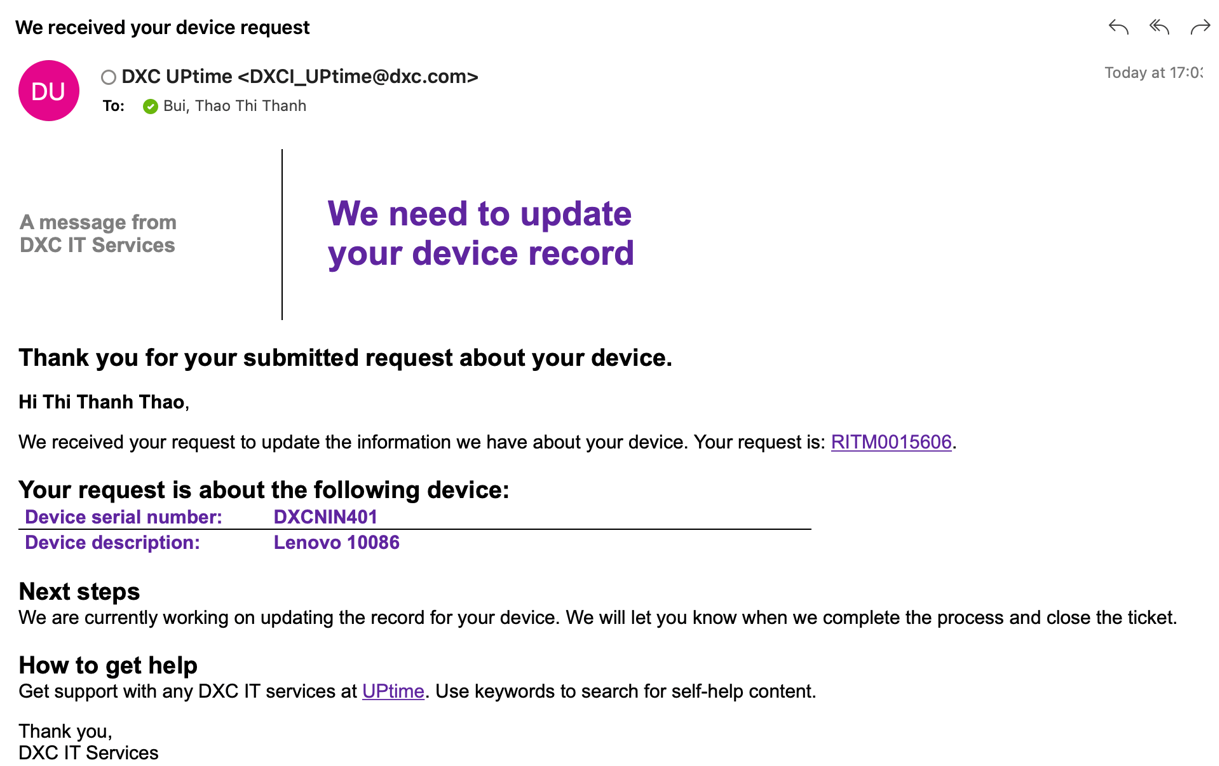 We received your device request
DU
DXC UPtime <DXCI_UPtime@dxc.com>
Today at 17:03
To: Bui, Thao Thi Thanh
A message from
DXC IT Services
We need to update
your device record
Thank you for your submitted request about your device.
Hi Thi Thanh Thao,
We received your request to update the information we have about your device. Your request is: RITM0015606.
Your request is about the following device:
Device serial number: DXCNIN401
Device description: Lenovo 10086
Next steps
We are currently working on updating the record for your device. We will let you know when we complete the process and close the ticket.
How to get help
Get support with any DXC IT services at UPtime. Use keywords to search for self-help content.
Thank you,
DXC IT Services